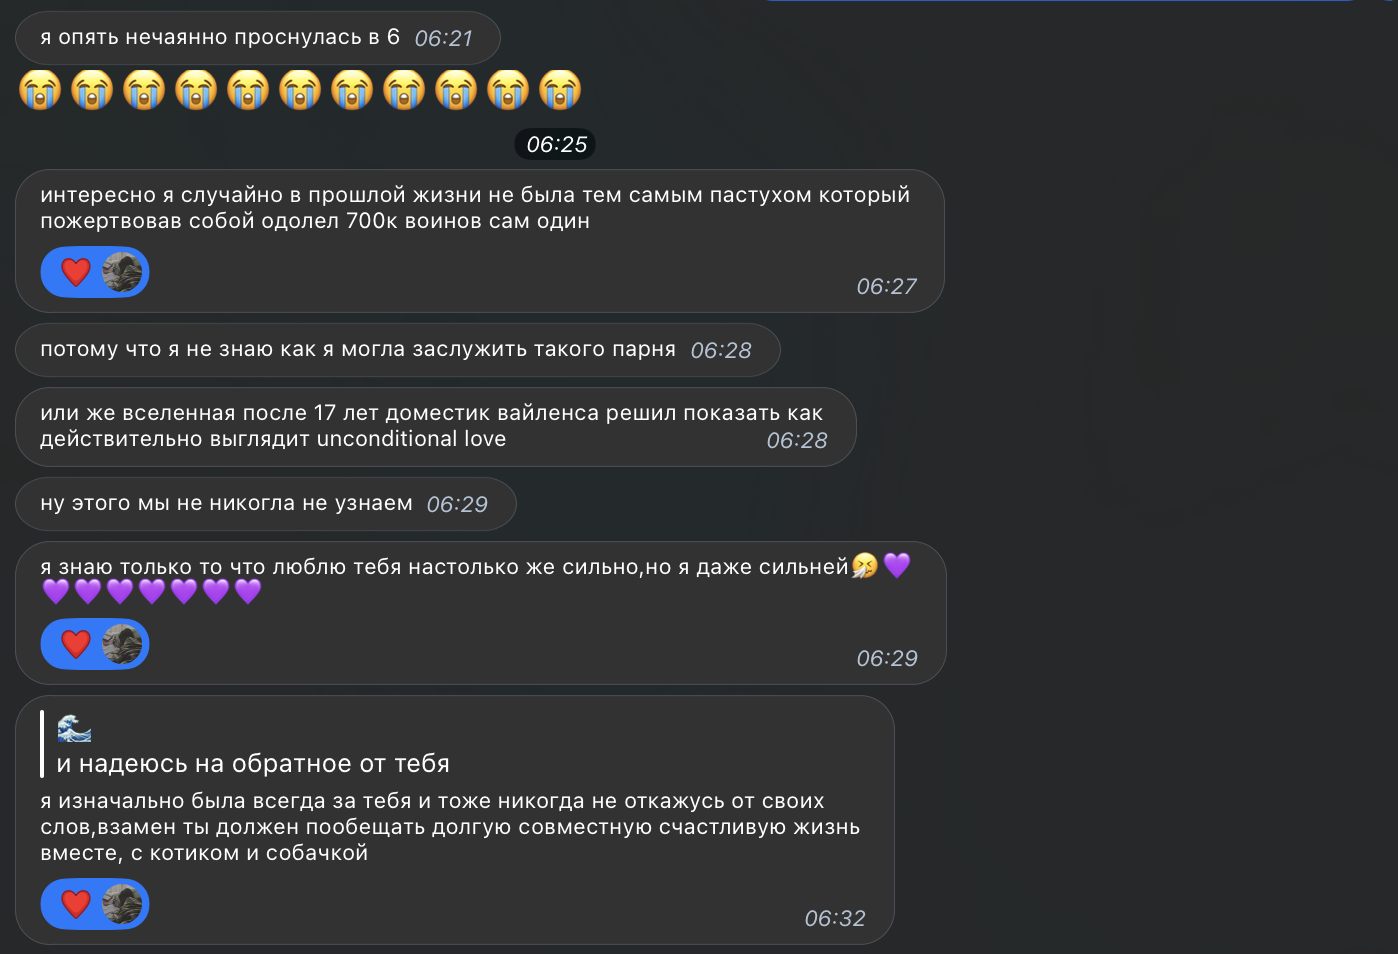 я опять нечаянно проснулась в 6 06:21
😭😭😭😭😭😭😭😭😭😭😭
06:25
интересно я случайно в прошлой жизни не была тем самым пастухом который
пожертвовав собой одолел 700к воинов сам один
❤️
06:27
потому что я не знаю как я могла заслужить такого парня 06:28
или же вселенная после 17 лет доместик вайленса решил показать как
действительно выглядит unconditional love 06:28
ну этого мы не никогла не узнаем 06:29
я знаю только то что люблю тебя настолько же сильно,но я даже сильней🤧💜
💜💜💜💜💜💜💜
❤️
06:29
🌊
и надеюсь на обратное от тебя
я изначально была всегда за тебя и тоже никогда не откажусь от своих
слов,взамен ты должен пообещать долгую совместную счастливую жизнь
вместе, с котиком и собачкой
❤️
06:32